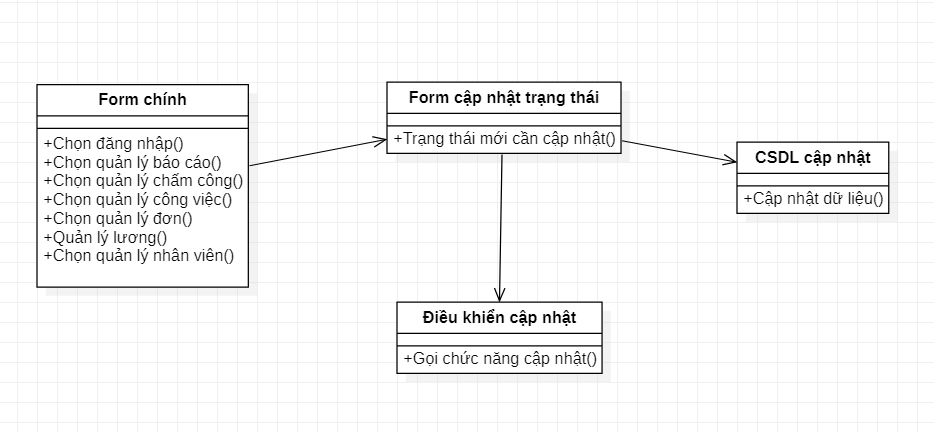 Form chính
+Chọn đăng nhập()
+Chọn quản lý báo cáo()
+Chọn quản lý chấm công()
+Chọn quản lý công việc()
+Chọn quản lý đơn()
+Quản lý lương()
+Chọn quản lý nhân viên()
Form cập nhật trạng thái
+Trạng thái mới cần cập nhật()
CSDL cập nhật
+Cập nhật dữ liệu()
Điều khiển cập nhật
+Gọi chức năng cập nhật()